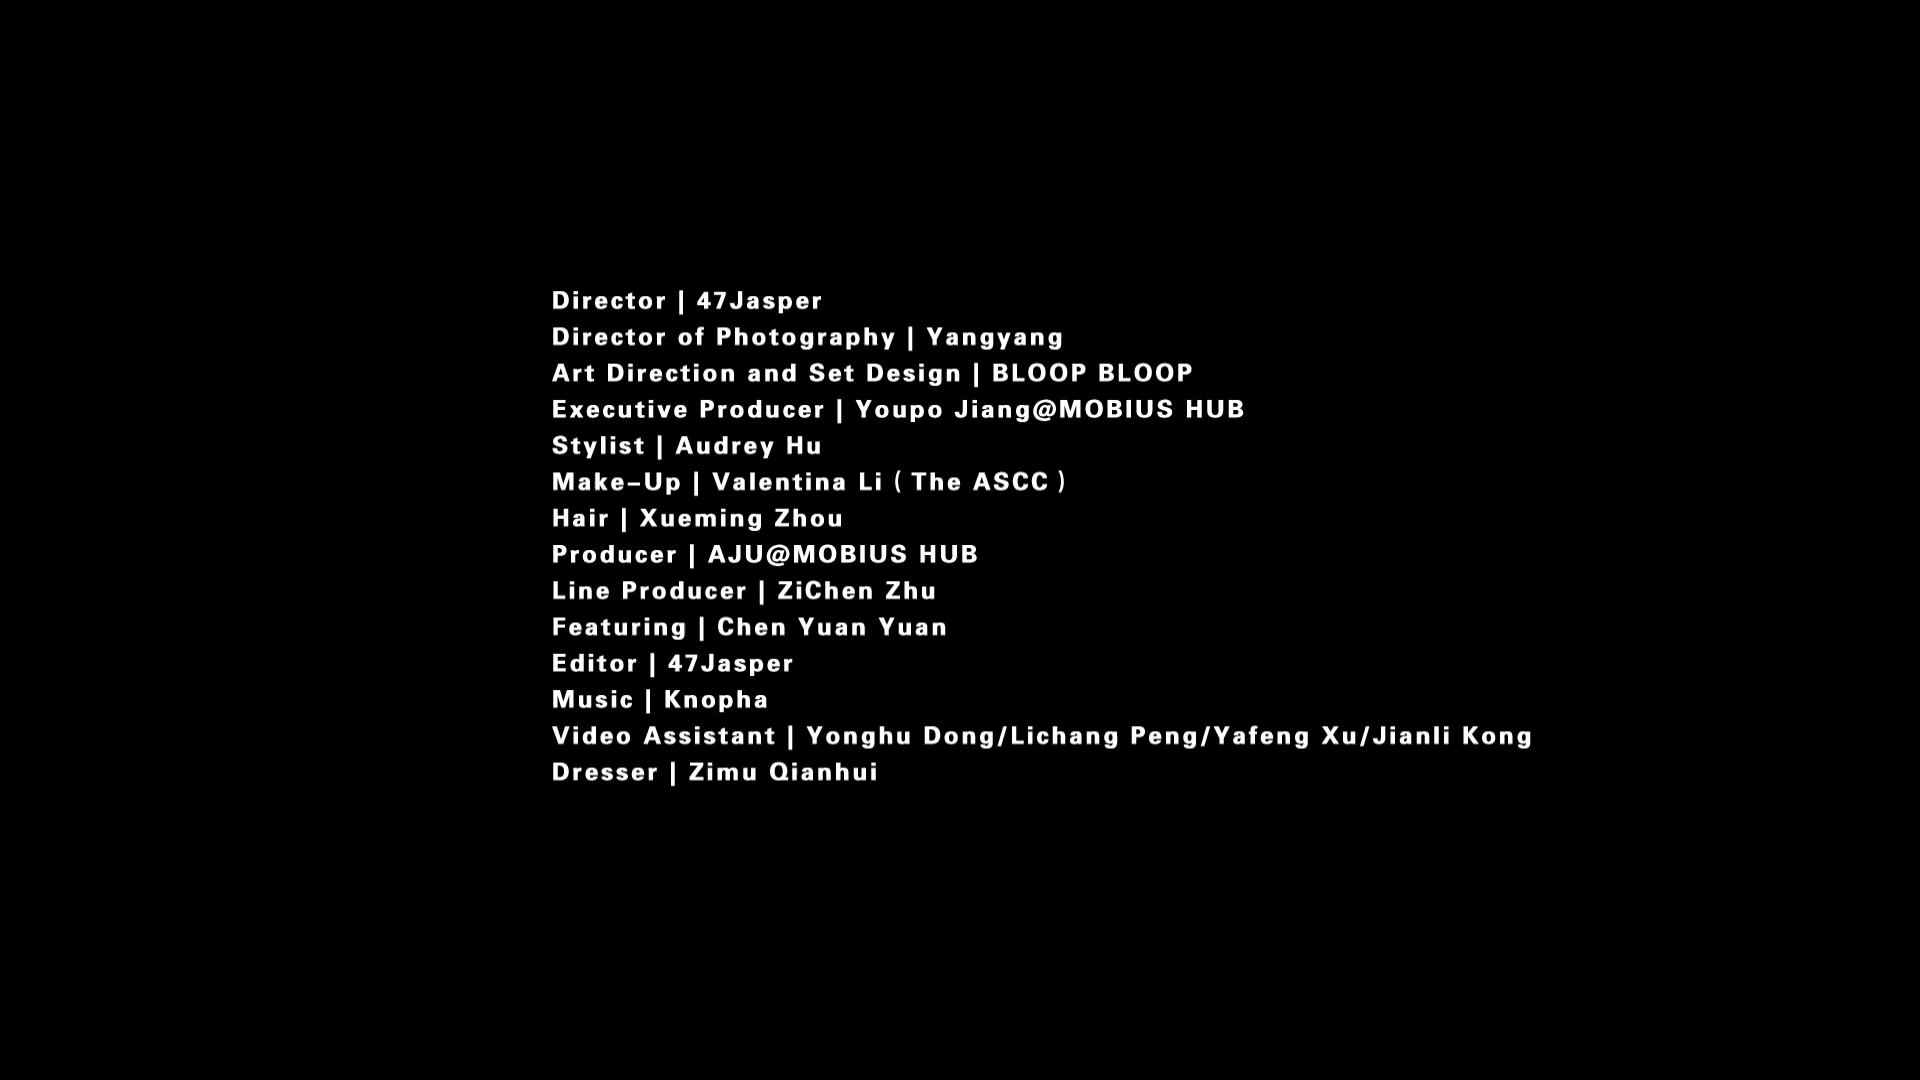 Director | 47Jasper
Director of Photography | Yangyang
Art Direction and Set Design | BLOOP BLOOP
Executive Producer | Youpo Jiang@MOBIUS HUB
Stylist | Audrey Hu
Make-Up | Valentina Li ( The ASCC )
Hair | Xueming Zhou
Producer | AJU@MOBIUS HUB
Line Producer | ZiChen Zhu
Featuring | Chen Yuan Yuan
Editor | 47Jasper
Music | Knopha
Video Assistant | Yonghu Dong/Lichang Peng/Yafeng Xu/Jianli Kong
Dresser | Zimu Qianhui